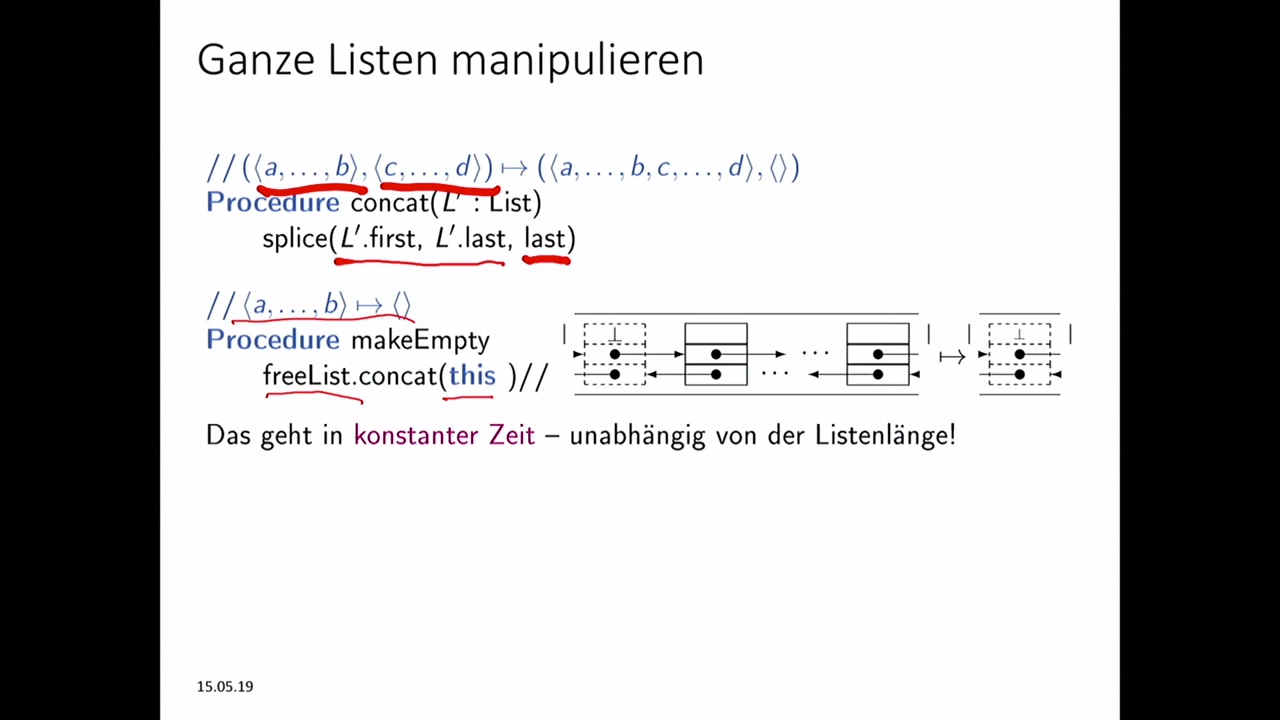 Ganze Listen manipulieren
//(⟨a,...,b⟩,⟨c,...,d⟩) ↦ (⟨a,...,b,c,...,d⟩,⟨⟩)
Procedure concat(L′ : List)
splice(L′.first, L′.last, last)
//⟨a,...,b⟩ ↦ ⟨⟩
Procedure makeEmpty
freeList.concat(this )//
| ⊥ ··· ··· | ↦ | ⊥ |
Das geht in konstanter Zeit – unabhängig von der Listenlänge!
15.05.19